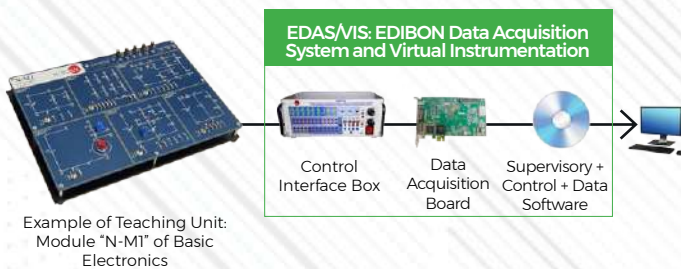 EDAS/VIS: EDIBON Data Acquisition
System and Virtual Instrumentation
Control
Interface Box
Data
Acquisition
Board
Supervisory +
Control + Data
Software
Example of Teaching Unit:
Module “N-M1” of Basic
Electronics